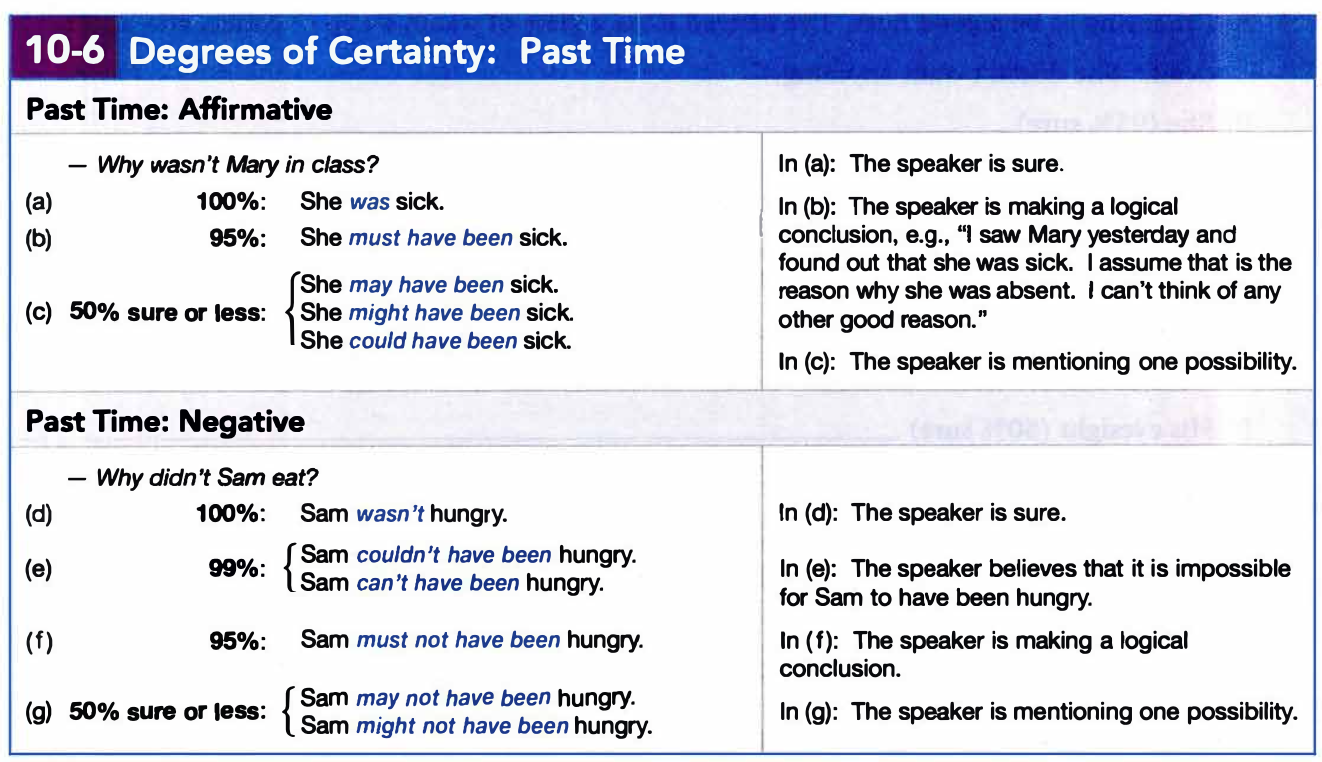 10-6 Degrees of Certainty: Past Time
Past Time: Affirmative
— Why wasn't Mary in class?
(a) 100%: She was sick.
(b) 95%: She must have been sick.
(c) 50% sure or less: She may have been sick.
She might have been sick.
She could have been sick.
In (a): The speaker is sure.
In (b): The speaker is making a logical
conclusion, e.g., "I saw Mary yesterday and
found out that she was sick. I assume that is the
reason why she was absent. I can't think of any
other good reason."
In (c): The speaker is mentioning one possibility.
Past Time: Negative
— Why didn't Sam eat?
(d) 100%: Sam wasn't hungry.
(e) 99%: Sam couldn't have been hungry.
Sam can't have been hungry.
(f) 95%: Sam must not have been hungry.
(g) 50% sure or less: Sam may not have been hungry.
Sam might not have been hungry.
In (d): The speaker is sure.
In (e): The speaker believes that it is impossible
for Sam to have been hungry.
In (f): The speaker is making a logical
conclusion.
In (g): The speaker is mentioning one possibility.